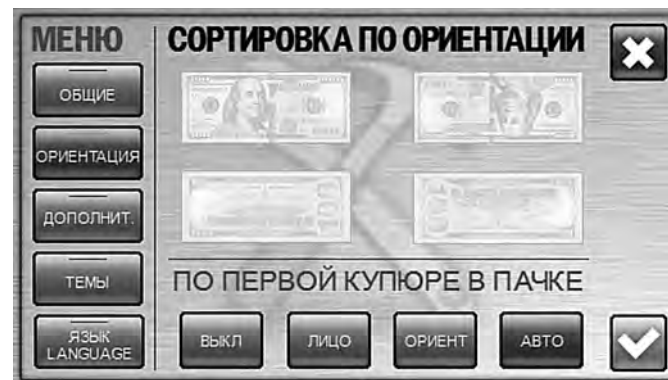 МЕНЮ
ОБЩИЕ
ОРИЕНТАЦИЯ
ДОПОЛНИТ.
ТЕМЫ
ЯЗЫК
LANGUAGE
СОРТИРОВКА ПО ОРИЕНТАЦИИ
ПО ПЕРВОЙ КУПЮРЕ В ПАЧКЕ
ВЫКЛ
ЛИЦО
ОРИЕНТ
АВТО